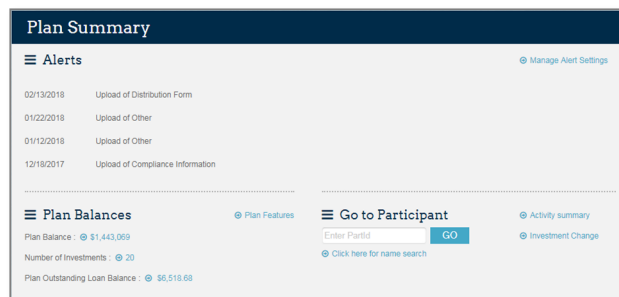 Plan Summary
Alerts
Manage Alert Settings
02/13/2018 Upload of Distribution Form
01/22/2018 Upload of Other
01/12/2018 Upload of Other
12/18/2017 Upload of Compliance Information
Plan Balances
Plan Features
Plan Balance : $1,443,069
Number of Investments : 20
Plan Outstanding Loan Balance : $6,518.68
Go to Participant
Activity summary
Enter PartId GO
Investment Change
Click here for name search